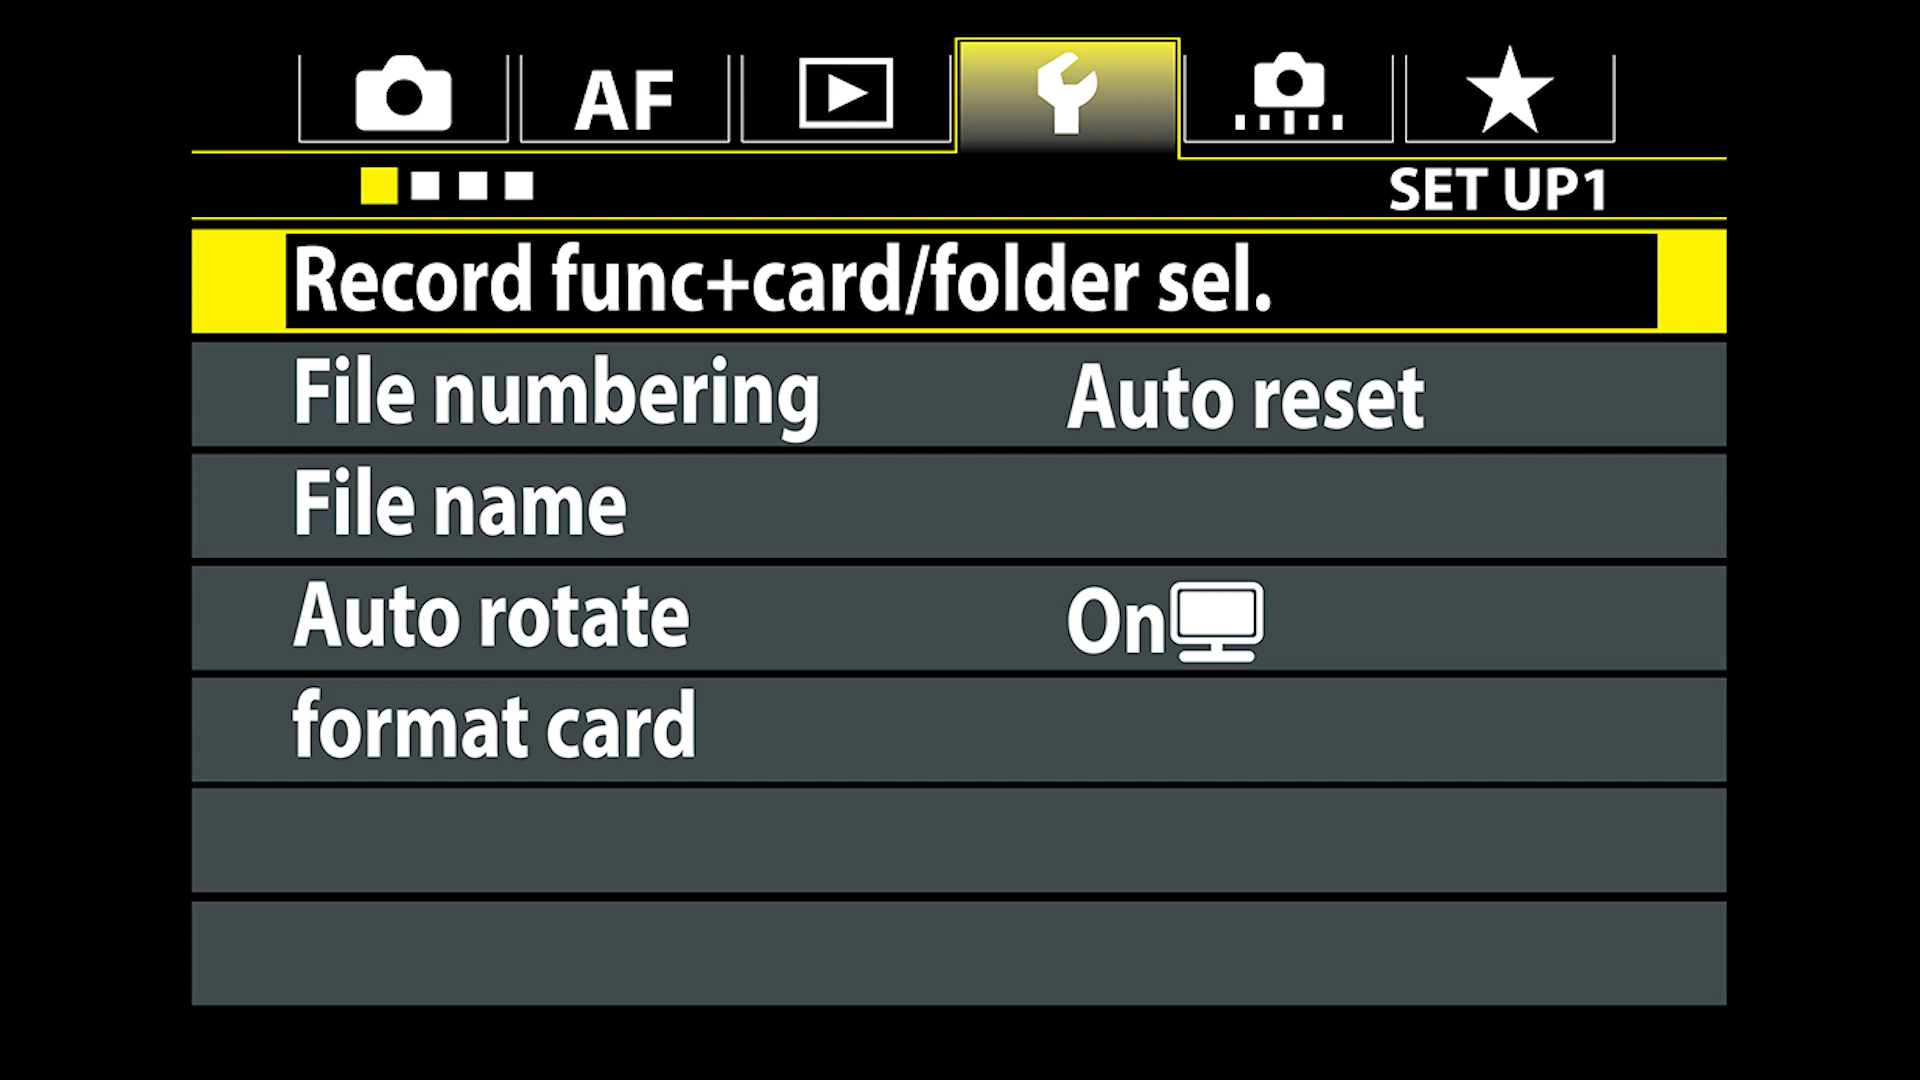 AF
SET UP1
Record func+card/folder sel.
File numbering Auto reset
File name
Auto rotate On
format card